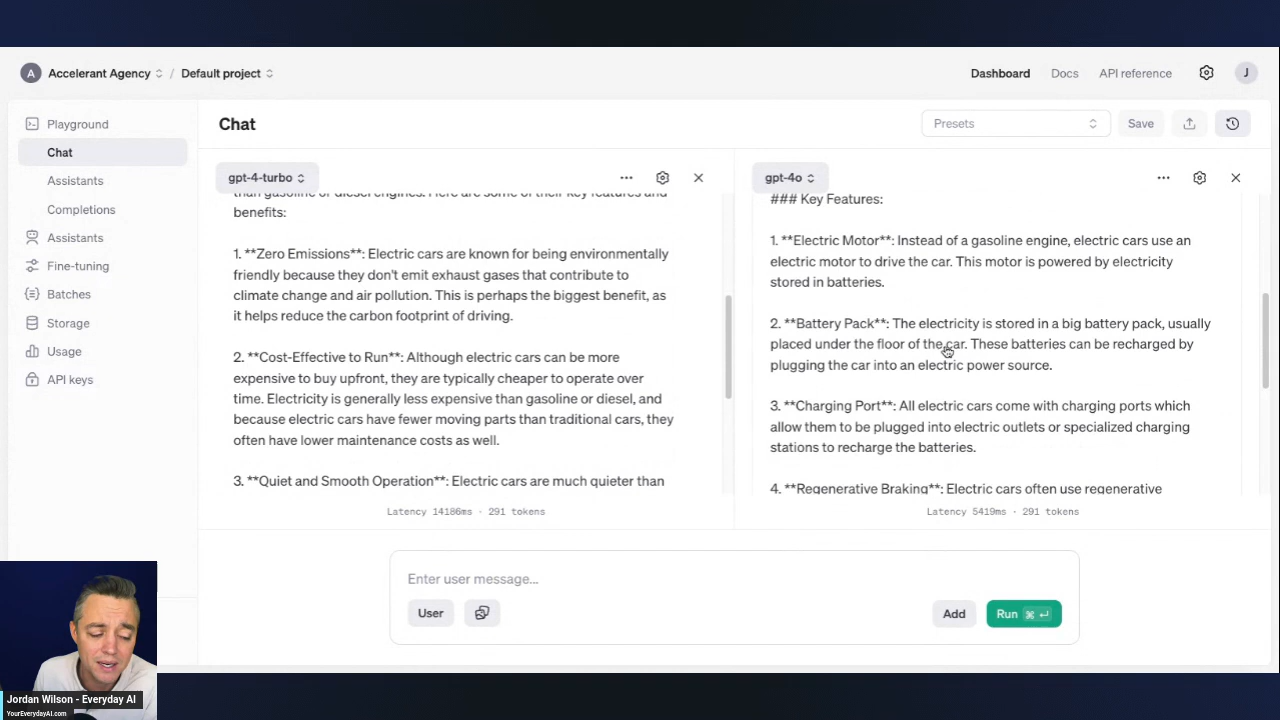 A Accelerant Agency / Default project
Dashboard Docs API reference J
Playground
Chat
Assistants
Completions
Assistants
Fine-tuning
Batches
Storage
Usage
API keys
Chat
Presets
Save
gpt-4-turbo
than gasoline or diesel engines. Here are some of their key features and
benefits:
1. **Zero Emissions**: Electric cars are known for being environmentally
friendly because they don't emit exhaust gases that contribute to
climate change and air pollution. This is perhaps the biggest benefit, as
it helps reduce the carbon footprint of driving.
2. **Cost-Effective to Run**: Although electric cars can be more
expensive to buy upfront, they are typically cheaper to operate over
time. Electricity is generally less expensive than gasoline or diesel, and
because electric cars have fewer moving parts than traditional cars, they
often have lower maintenance costs as well.
3. **Quiet and Smooth Operation**: Electric cars are much quieter than
Latency 14186ms · 291 tokens
gpt-4o
### Key Features:
1. **Electric Motor**: Instead of a gasoline engine, electric cars use an
electric motor to drive the car. This motor is powered by electricity
stored in batteries.
2. **Battery Pack**: The electricity is stored in a big battery pack, usually
placed under the floor of the car. These batteries can be recharged by
plugging the car into an electric power source.
3. **Charging Port**: All electric cars come with charging ports which
allow them to be plugged into electric outlets or specialized charging
stations to recharge the batteries.
4. **Regenerative Braking**: Electric cars often use regenerative
Latency 5419ms · 291 tokens
Enter user message...
User
Add
Run ⌘ ↵
Jordan Wilson - Everyday AI
YourEverydayAI.com